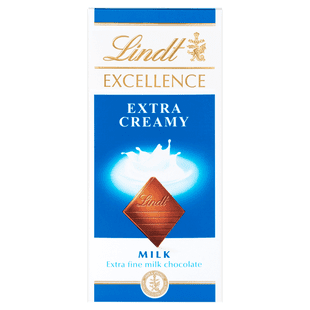 Lindt
EXCELLENCE
EXTRA
CREAMY
Lindt
MILK
Extra fine milk chocolate